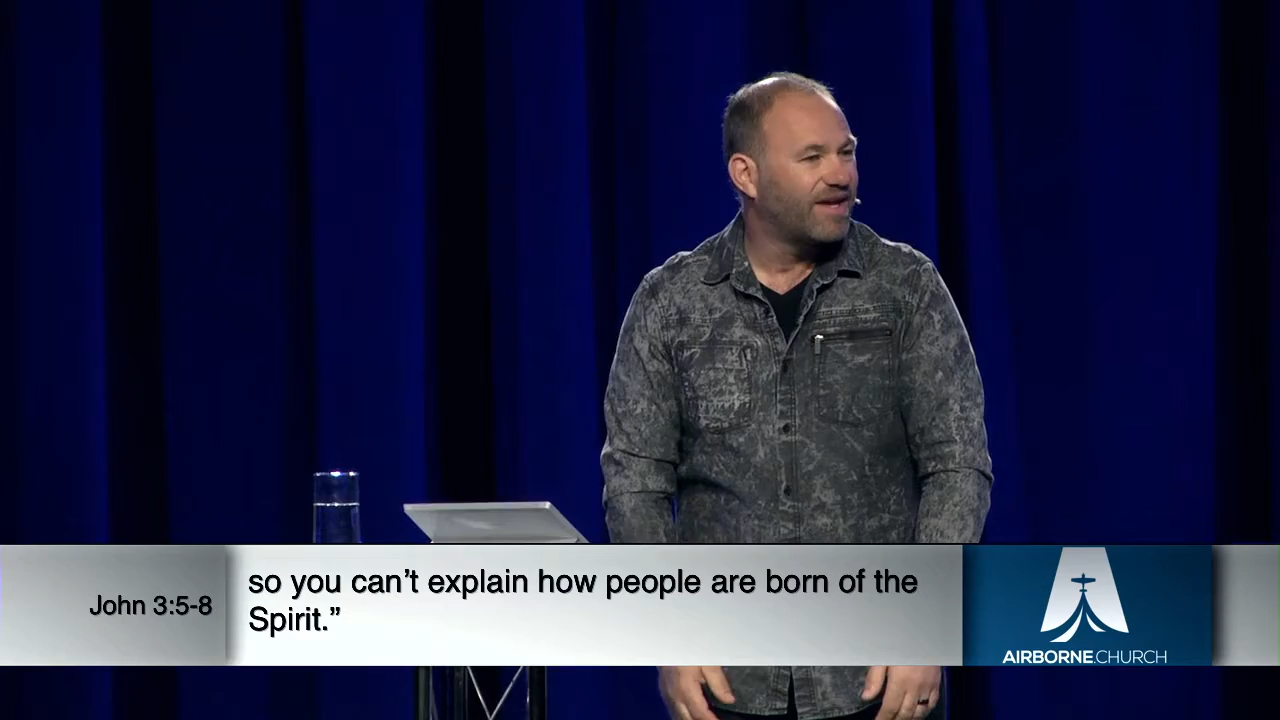 John 3:5-8
so you can’t explain how people are born of the
Spirit.”
AIRBORNE.CHURCH